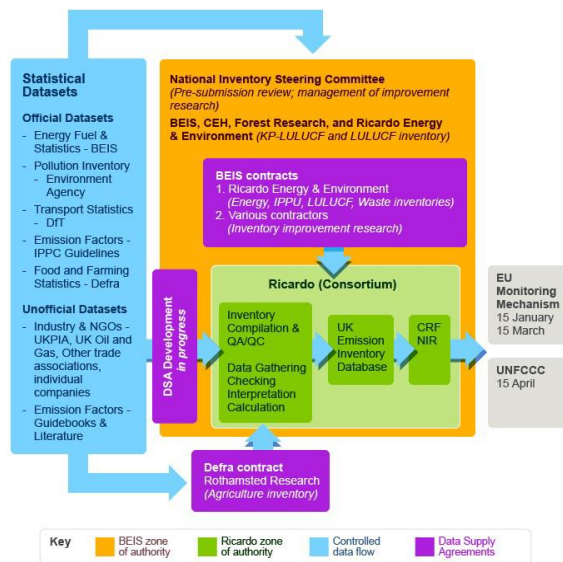 Statistical
Datasets
Official Datasets
- Energy Fuel &
Statistics - BEIS
- Pollution Inventory
- Environment
Agency
- Transport Statistics
- DfT
- Emission Factors -
IPPC Guidelines
- Food and Farming
Statistics - Defra
Unofficial Datasets
- Industry & NGOs -
UKPIA, UK Oil and
Gas, Other trade
associations,
individual
companies
- Emission Factors -
Guidebooks &
Literature
National Inventory Steering Committee
(Pre-submission review; management of improvement
research)
BEIS, CEH, Forest Research, and Ricardo Energy
& Environment (KP-LULUCF and LULUCF inventory)
BEIS contracts
1. Ricardo Energy & Environment
(Energy, IPPU, LULUCF, Waste inventories)
2. Various contractors
(Inventory improvement research)
DSA Development
in progress
Ricardo (Consortium)
Inventory
Compilation &
QA/QC
Data Gathering
Checking
Interpretation
Calculation
UK
Emission
Inventory
Database
CRF
NIR
EU
Monitoring
Mechanism
15 January
15 March
UNFCCC
15 April
Defra contract
Rothamsted Research
(Agriculture inventory)
Key
BEIS zone
of authority
Ricardo zone
of authority
Controlled
data flow
Data Supply
Agreements